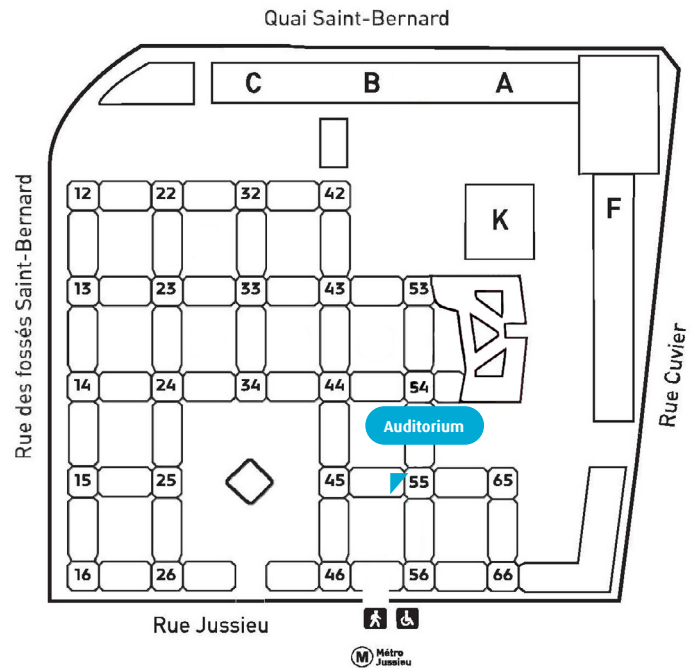 Quai Saint-Bernard
C B A
12 22 32 42
K F
13 23 33 43 53
14 24 34 44 54
Auditorium
15 25 45 55 65
16 26 46 56 66
Rue des fossés Saint-Bernard
Rue Cuvier
Rue Jussieu
M Métro
Jussieu